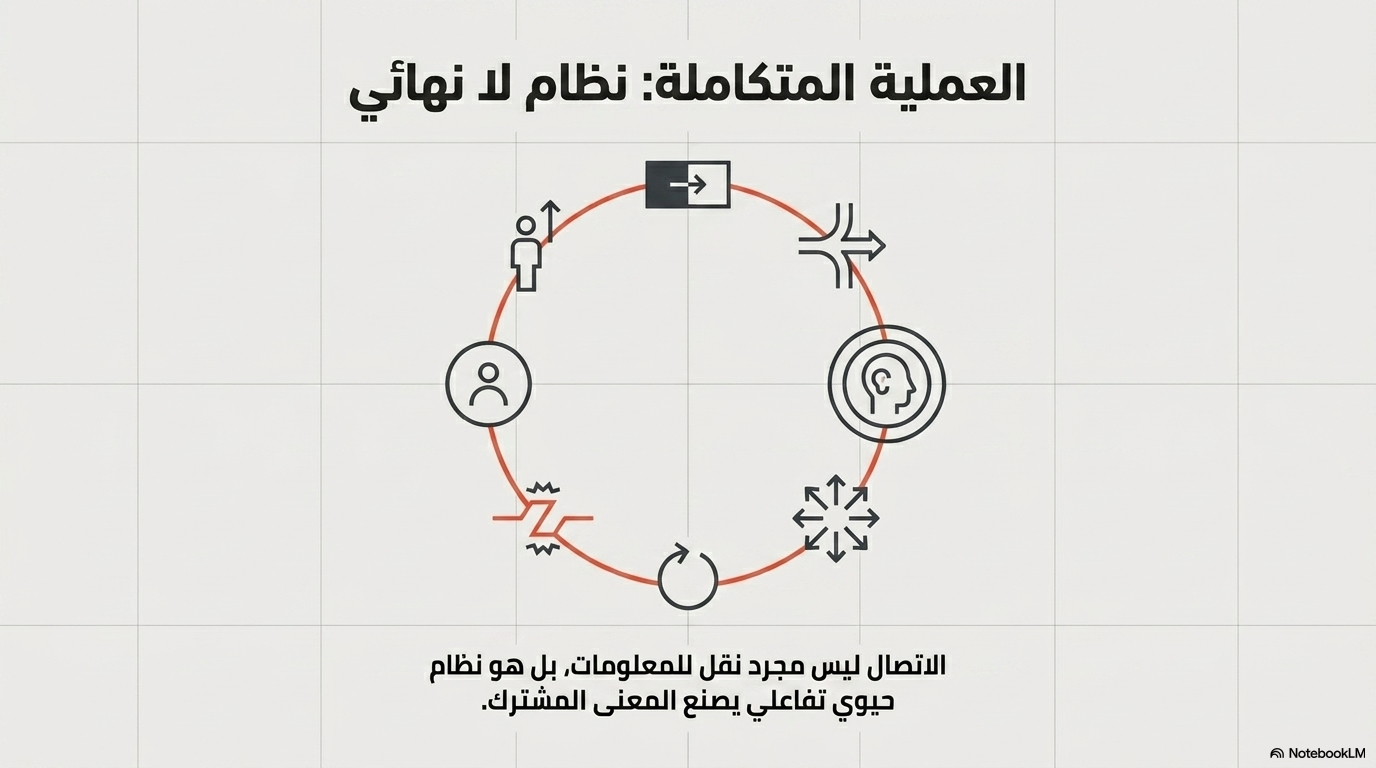 العملية المتكاملة: نظام لا نهائي
الاتصال ليس مجرد نقل للمعلومات، بل هو نظام
حيوي تفاعلي يصنع المعنى المشترك.
NotebookLM